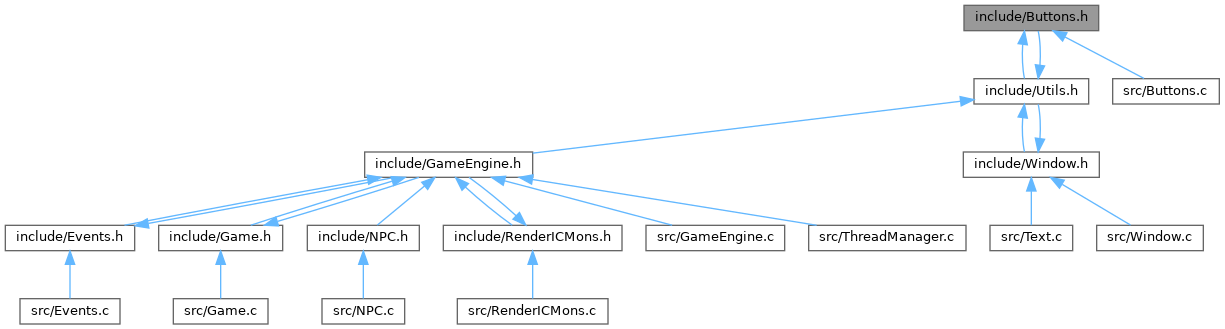 include/Buttons.h
include/Utils.h
src/Buttons.c
include/GameEngine.h
include/Window.h
include/Events.h
include/Game.h
include/NPC.h
include/RenderICMons.h
src/GameEngine.c
src/ThreadManager.c
src/Text.c
src/Window.c
src/Events.c
src/Game.c
src/NPC.c
src/RenderICMons.c